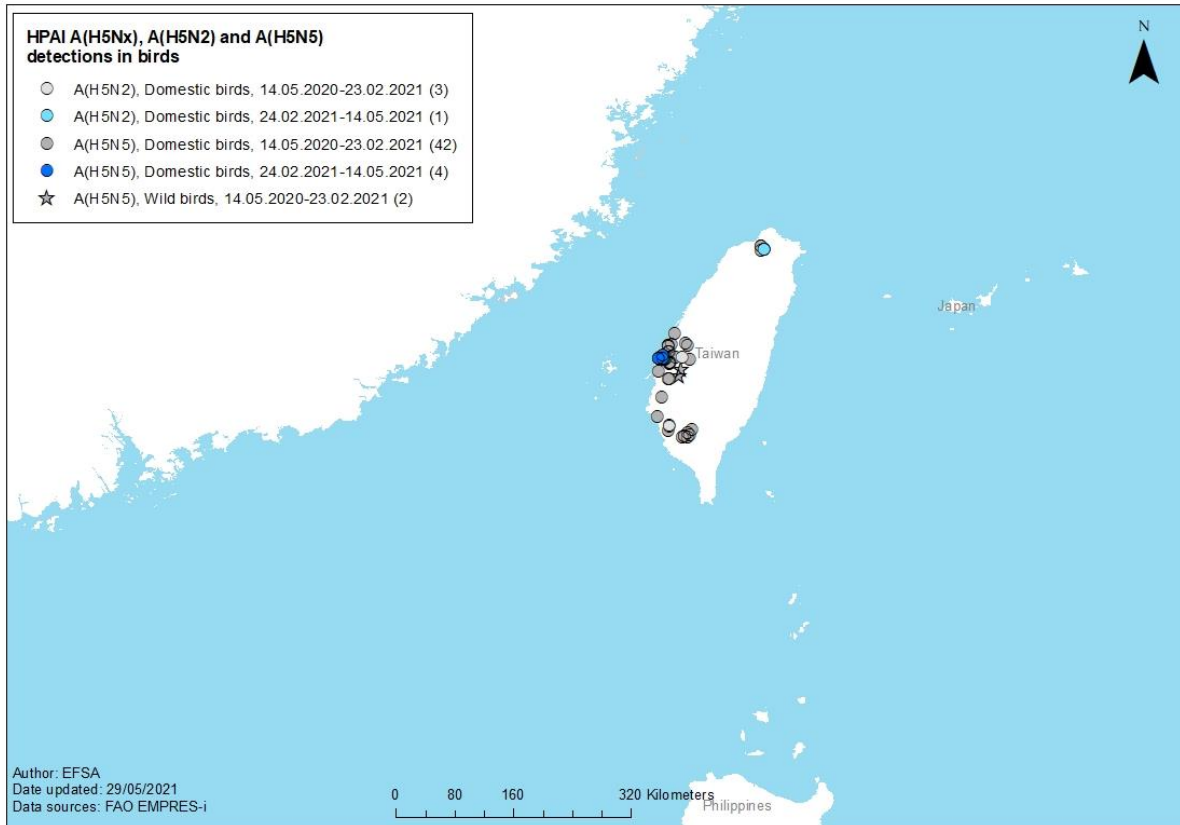 HPAI A(H5Nx), A(H5N2) and A(H5N5)
detections in birds
A(H5N2), Domestic birds, 14.05.2020-23.02.2021 (3)
A(H5N2), Domestic birds, 24.02.2021-14.05.2021 (1)
A(H5N5), Domestic birds, 14.05.2020-23.02.2021 (42)
A(H5N5), Domestic birds, 24.02.2021-14.05.2021 (4)
A(H5N5), Wild birds, 14.05.2020-23.02.2021 (2)
N
Japan
Taiwan
Author: EFSA
Date updated: 29/05/2021
Data sources: FAO EMPRES-i
0 80 160 320 Kilometers
Philippines